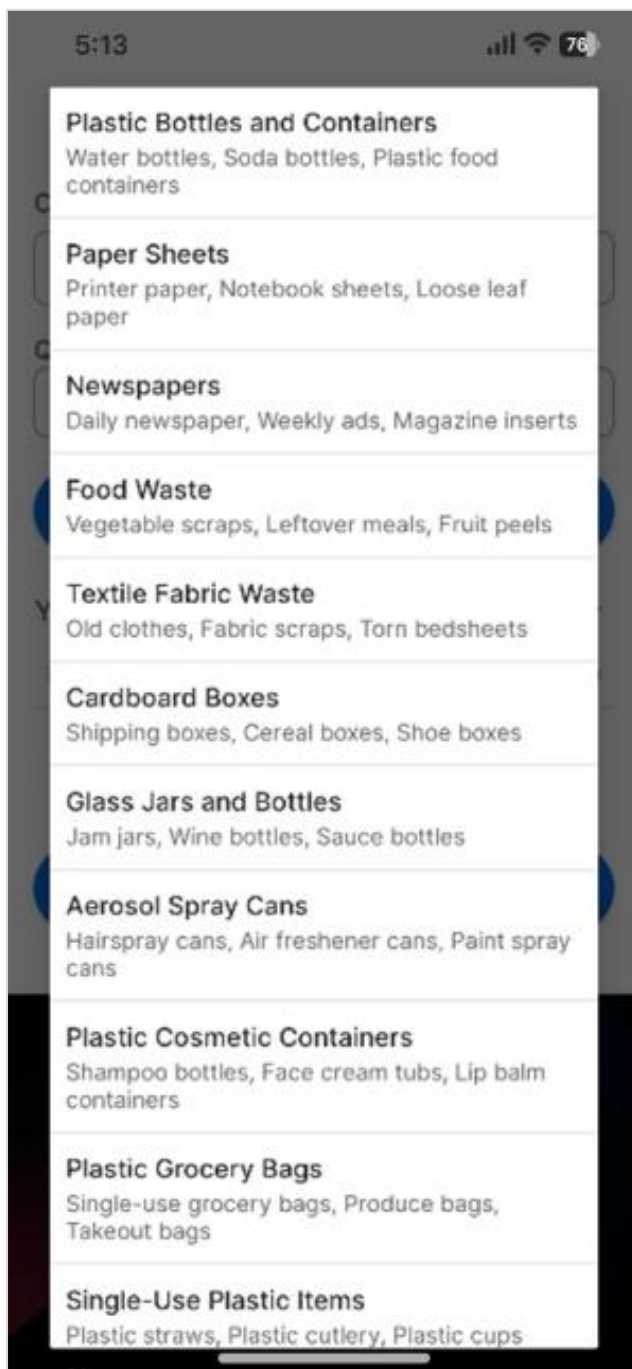 5:13
76
Plastic Bottles and Containers
Water bottles, Soda bottles, Plastic food
containers
C
Paper Sheets
Printer paper, Notebook sheets, Loose leaf
paper
Q
Newspapers
Daily newspaper, Weekly ads, Magazine inserts
Food Waste
Vegetable scraps, Leftover meals, Fruit peels
Textile Fabric Waste
Y
Old clothes, Fabric scraps, Torn bedsheets
Cardboard Boxes
Shipping boxes, Cereal boxes, Shoe boxes
Glass Jars and Bottles
Jam jars, Wine bottles, Sauce bottles
Aerosol Spray Cans
Hairspray cans, Air freshener cans, Paint spray
cans
Plastic Cosmetic Containers
Shampoo bottles, Face cream tubs, Lip balm
containers
Plastic Grocery Bags
Single-use grocery bags, Produce bags,
Takeout bags
Single-Use Plastic Items
Plastic straws, Plastic cutlery, Plastic cups